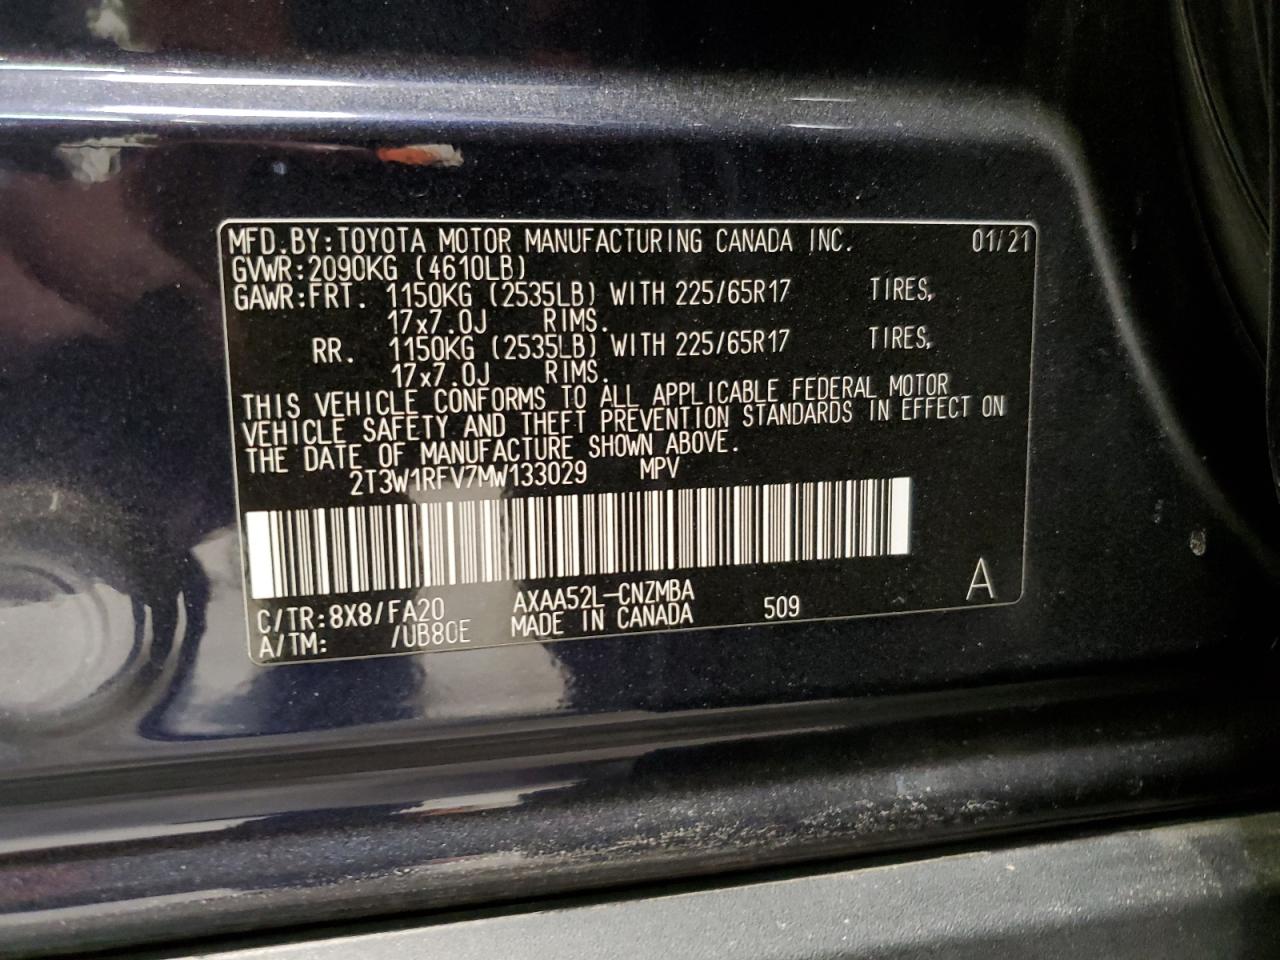 MFD.BY:TOYOTA MOTOR MANUFACTURING CANADA INC. 01/21
GVWR:2090KG (4610LB)
GAWR:FRT. 1150KG (2535LB) WITH 225/65R17 TIRES,
17x7.0J RIMS.
RR. 1150KG (2535LB) WITH 225/65R17 TIRES,
17x7.0J RIMS.
THIS VEHICLE CONFORMS TO ALL APPLICABLE FEDERAL MOTOR
VEHICLE SAFETY AND THEFT PREVENTION STANDARDS IN EFFECT ON
THE DATE OF MANUFACTURE SHOWN ABOVE.
2T3W1RFV7MW133029 MPV
C/TR:8X8/FA20 AXAA52L-CNZMBA
A/TM: /UB80E MADE IN CANADA 509 A